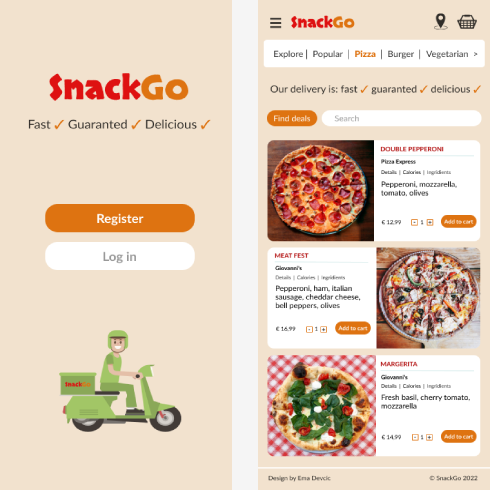 SnackGo
Fast ✓ Guaranted ✓ Delicious ✓
Register
Log in
SnackGo
SnackGo
Explore | Popular | Pizza | Burger | Vegetarian >
Our delivery is: fast ✓ guaranted ✓ delicious ✓
Find deals Search
DOUBLE PEPPERONI
Pizza Express
Details | Calories | Ingridients
Pepperoni, mozzarella,
tomato, olives
€ 12,99 - 1 + Add to cart
MEAT FEST
Giovanni's
Details | Calories | Ingridients
Pepperoni, ham, italian
sausage, cheddar cheese,
bell peppers, olives
€ 16,99 - 1 + Add to cart
MARGERITA
Giovanni's
Details | Calories | Ingridients
Fresh basil, cherry tomato,
mozzarella
€ 14,99 - 1 + Add to cart
Design by Ema Devcic © SnackGo 2022